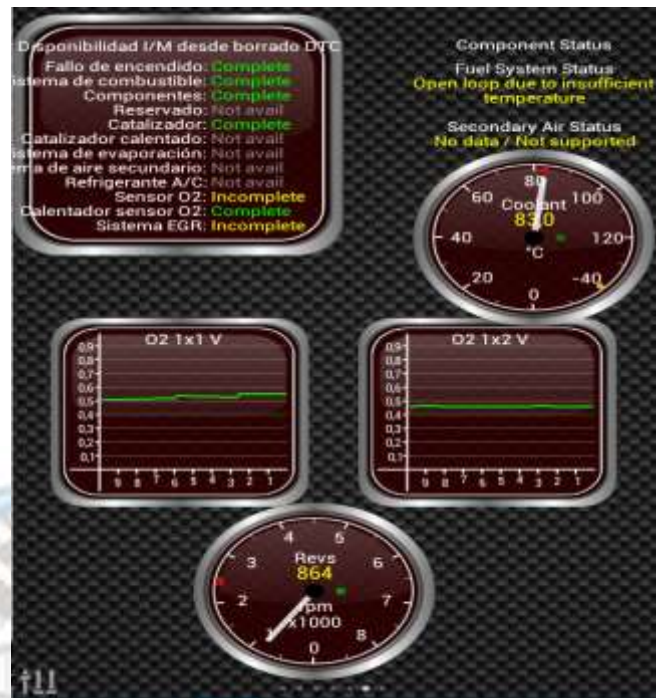 Disponibilidad I/M desde borrado DTC
Fallo de encendido: Complete
istema de combustible: Complete
Componentes: Complete
Reservado: Not avail
Catalizador: Complete
Catalizador calentado: Not avail
istema de evaporación: Not avail
ema de aire secundario: Not avail
Refrigerante A/C: Not avail
Sensor O2: Incomplete
Calentador sensor O2: Complete
Sistema EGR: Incomplete
Component Status
Fuel System Status
Open loop due to insufficient
temperature
Secondary Air Status
No data / Not supported
80
60 100
Coolant
83.0
40 120
°C
20 -40
0
O2 1x1 V
0,9
0,8
0,7
0,6
0,5
0,4
0,3
0,2
0,1
9 8 7 6 5 4 3 2 1
O2 1x2 V
0,9
0,8
0,7
0,6
0,5
0,4
0,3
0,2
0,1
9 8 7 6 5 4 3 2 1
4 5
3 6
Revs
864
2 7
rpm
x1000
1 8
0